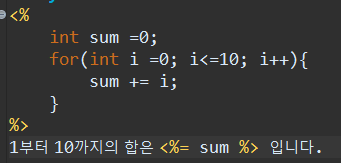 <%
int sum =0;
for(int i =0; i<=10; i++){
sum += i;
}
%>
1부터 10까지의 합은 <%= sum %> 입니다.